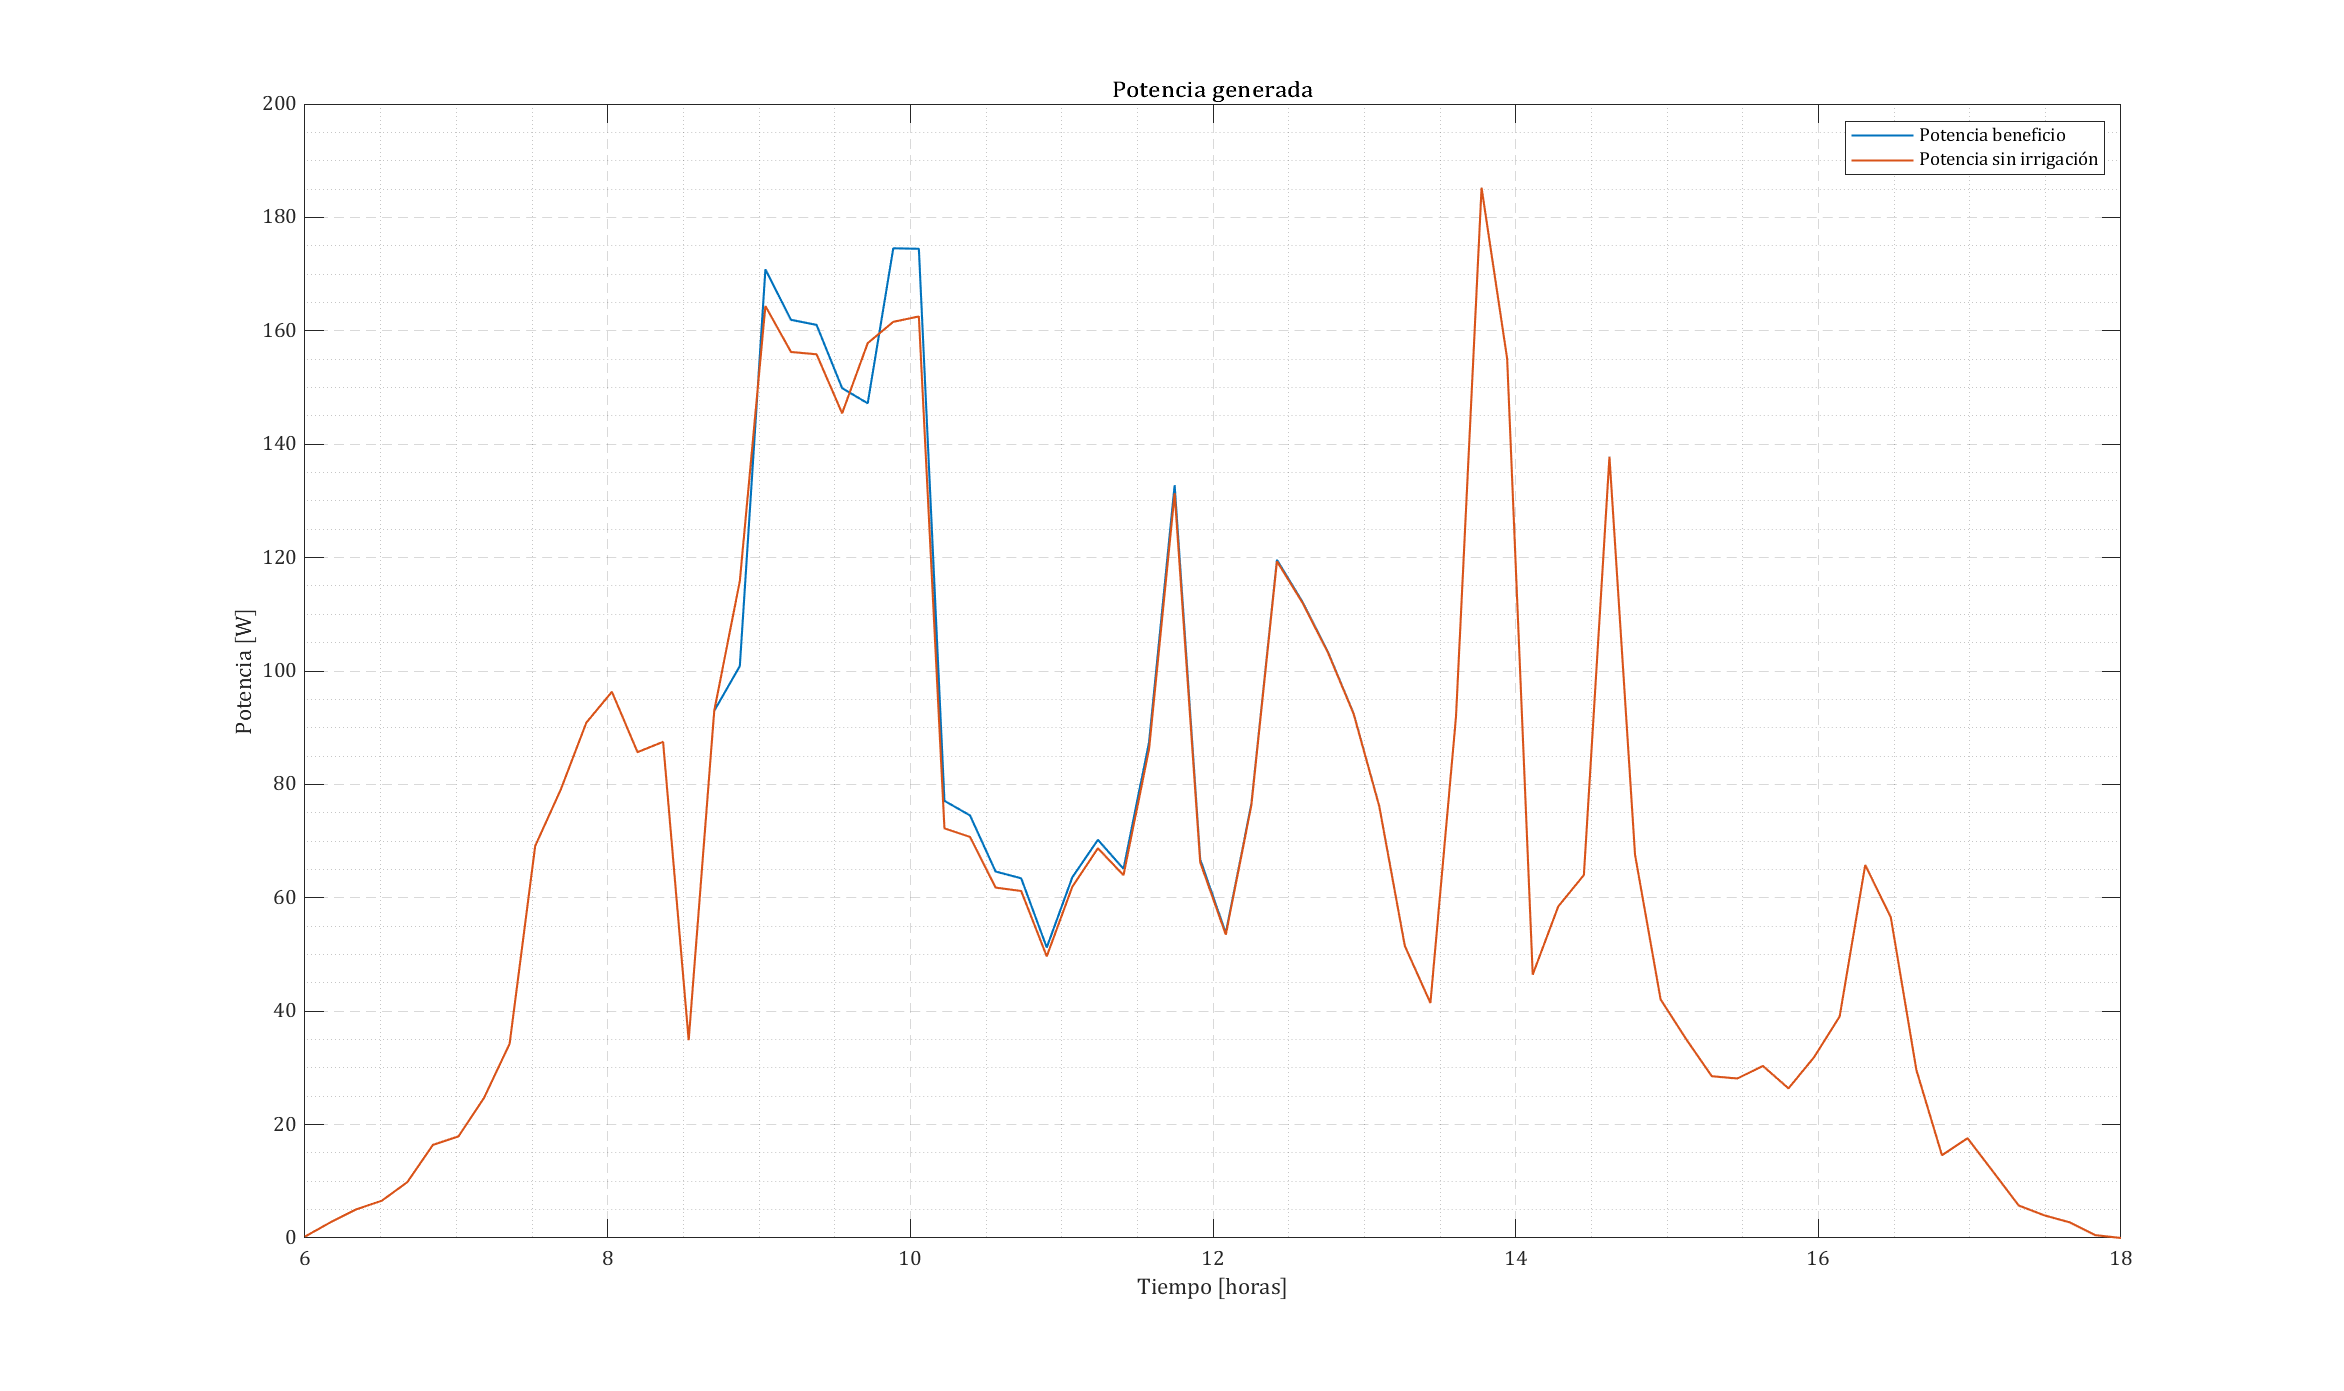 Potencia generada
Potencia beneficio
Potencia sin irrigación
200
180
160
140
120
100
80
60
40
20
0
Potencia [W]
6 8 10 12 14 16 18
Tiempo [horas]